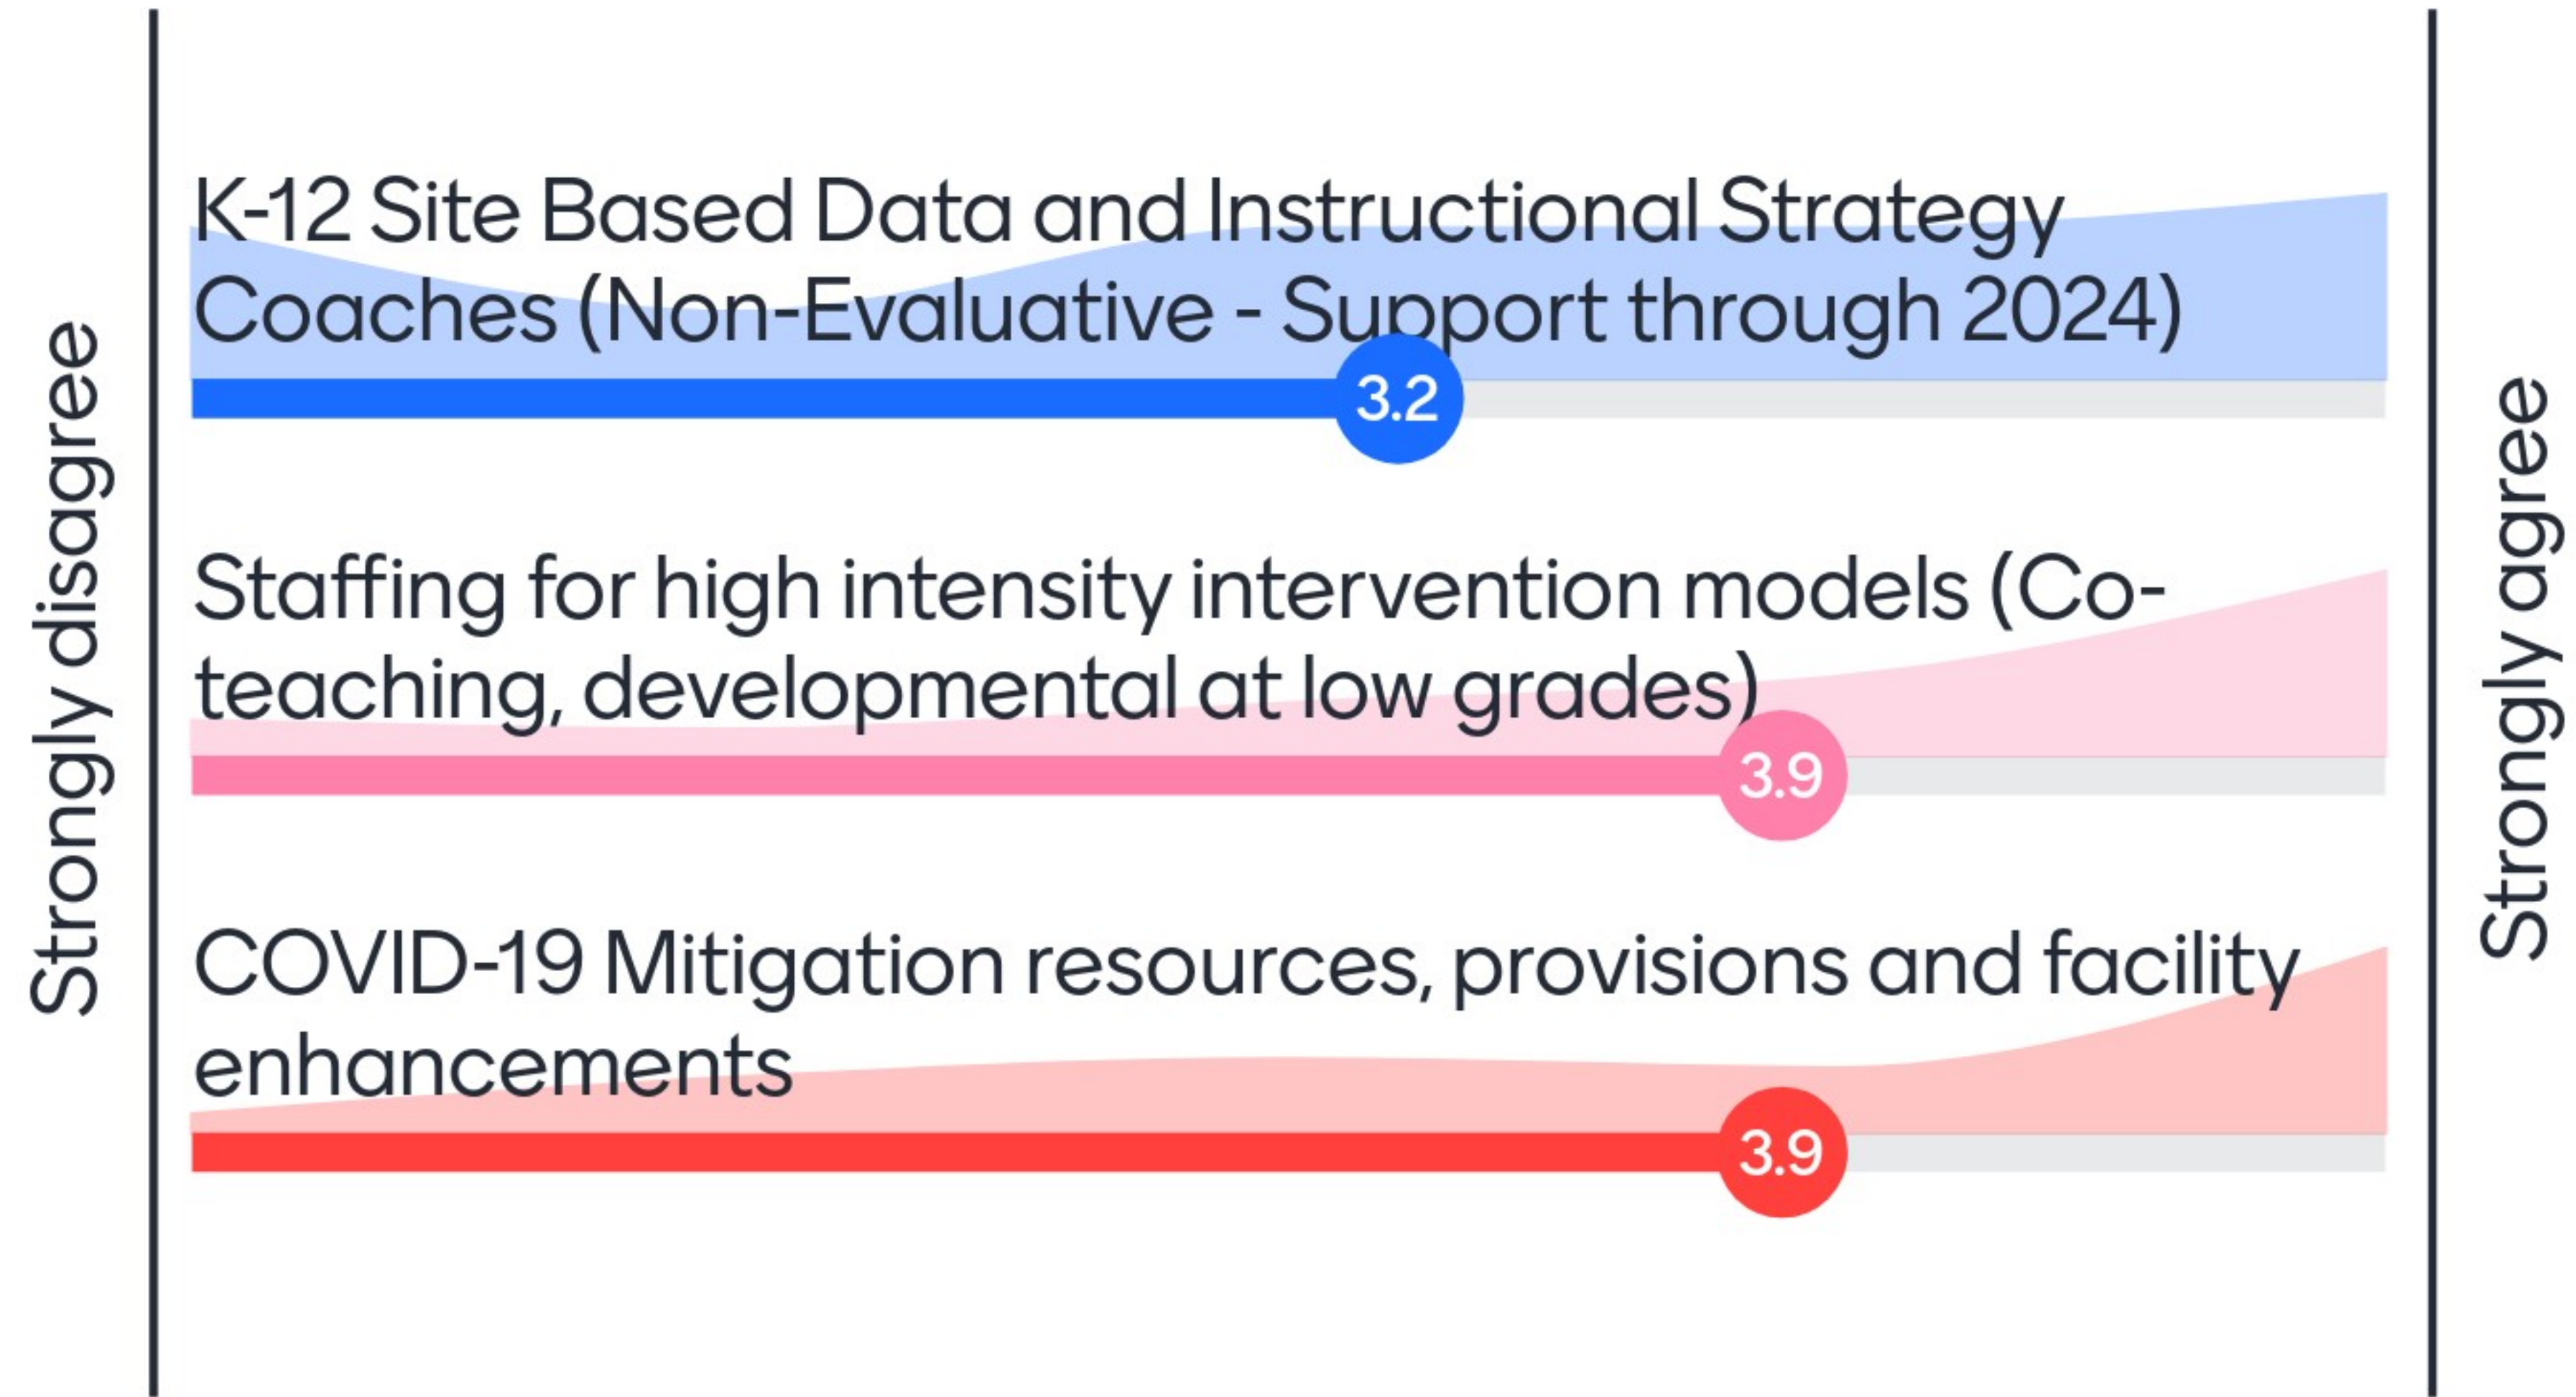 Strongly disagree
K-12 Site Based Data and Instructional Strategy
Coaches (Non-Evaluative - Support through 2024)
3.2
Staffing for high intensity intervention models (Co-
teaching, developmental at low grades)
3.9
COVID-19 Mitigation resources, provisions and facility
enhancements
3.9
Strongly agree